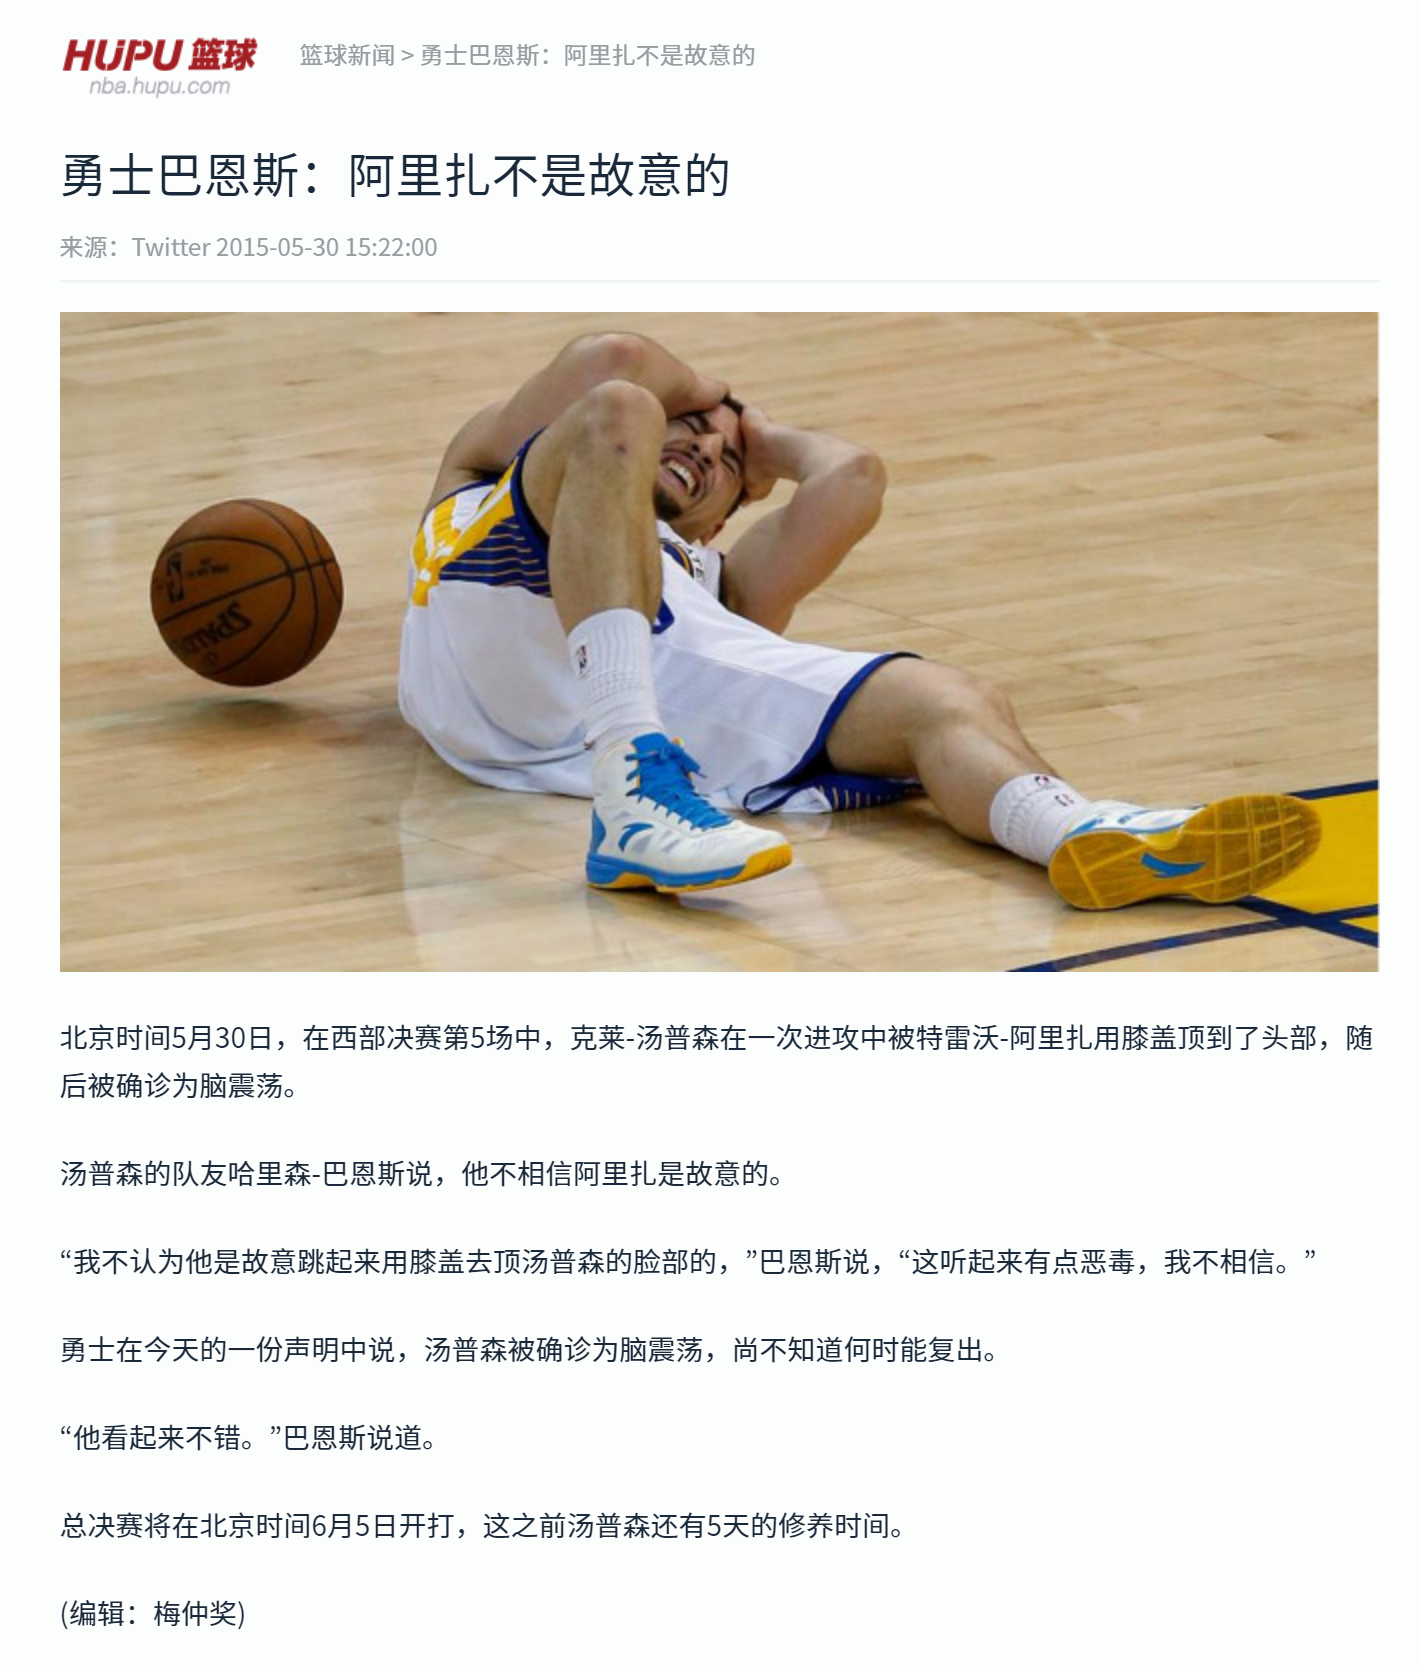 HUPU 篮球
nba.hupu.com
篮球新闻 > 勇士巴恩斯：阿里扎不是故意的
勇士巴恩斯：阿里扎不是故意的
来源：Twitter 2015-05-30 15:22:00
SPALDING
北京时间5月30日，在西部决赛第5场中，克莱-汤普森在一次进攻中被特雷沃-阿里扎用膝盖顶到了头部，随
后被确诊为脑震荡。
汤普森的队友哈里森-巴恩斯说，他不相信阿里扎是故意的。
“我不认为他是故意跳起来用膝盖去顶汤普森的脸部的，”巴恩斯说，“这听起来有点恶毒，我不相信。”
勇士在今天的一份声明中说，汤普森被确诊为脑震荡，尚不知道何时能复出。
“他看起来不错。”巴恩斯说道。
总决赛将在北京时间6月5日开打，这之前汤普森还有5天的修养时间。
(编辑：梅仲奖)